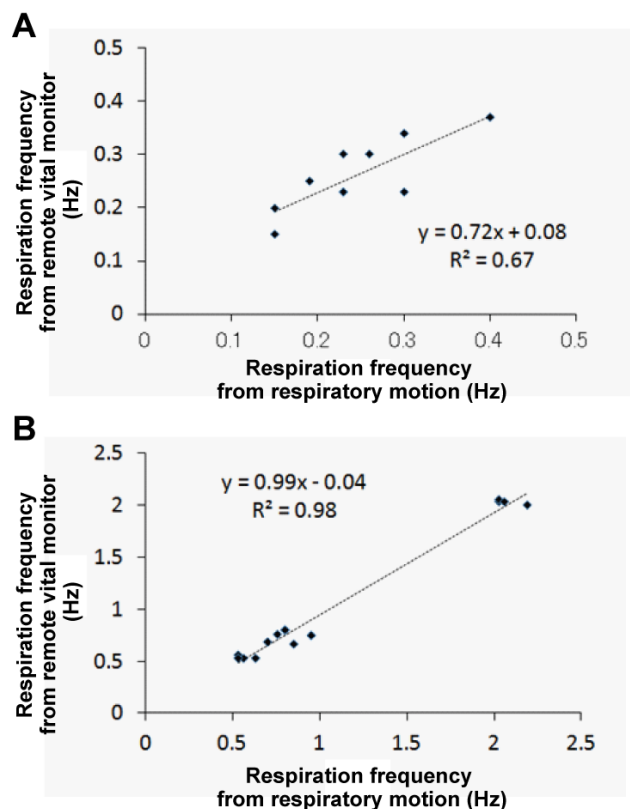 A
Respiration frequency
from remote vital monitor
(Hz)
0.5
0.4
0.3
0.2
0.1
0
y = 0.72x + 0.08
R² = 0.67
0 0.1 0.2 0.3 0.4 0.5
Respiration frequency
from respiratory motion (Hz)
B
Respiration frequency
from remote vital monitor
(Hz)
2.5
2
1.5
1
0.5
0
y = 0.99x - 0.04
R² = 0.98
0 0.5 1 1.5 2 2.5
Respiration frequency
from respiratory motion (Hz)